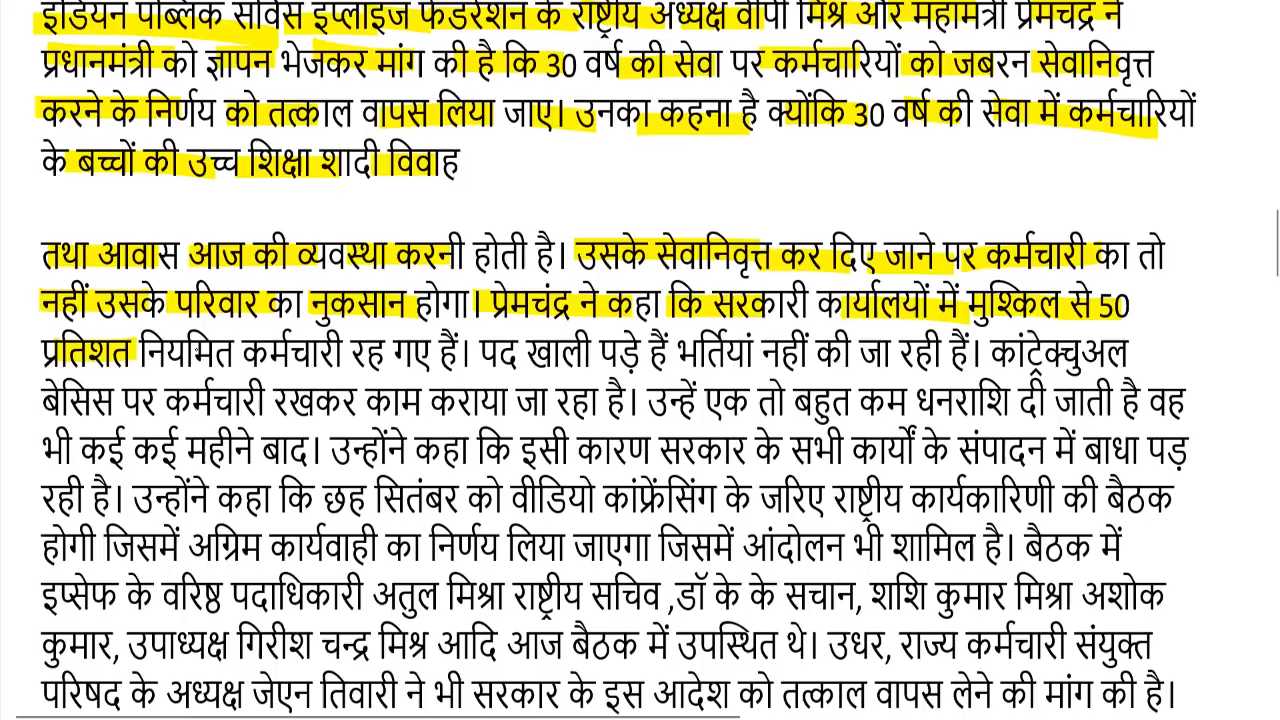 इंडियन पब्लिक सर्विस इंप्लाइज फेडरेशन के राष्ट्रीय अध्यक्ष वीपी मिश्र और महामंत्री प्रेमचंद्र ने
प्रधानमंत्री को ज्ञापन भेजकर मांग की है कि 30 वर्ष की सेवा पर कर्मचारियों को जबरन सेवानिवृत्त
करने के निर्णय को तत्काल वापस लिया जाए। उनका कहना है क्योंकि 30 वर्ष की सेवा में कर्मचारियों
के बच्चों की उच्च शिक्षा शादी विवाह
तथा आवास आज की व्यवस्था करनी होती है। उसके सेवानिवृत्त कर दिए जाने पर कर्मचारी का तो
नहीं उसके परिवार का नुकसान होगा। प्रेमचंद्र ने कहा कि सरकारी कार्यालयों में मुश्किल से 50
प्रतिशत नियमित कर्मचारी रह गए हैं। पद खाली पड़े हैं भर्तियां नहीं की जा रही हैं। कांट्रेक्चुअल
बेसिस पर कर्मचारी रखकर काम कराया जा रहा है। उन्हें एक तो बहुत कम धनराशि दी जाती है वह
भी कई कई महीने बाद। उन्होंने कहा कि इसी कारण सरकार के सभी कार्यों के संपादन में बाधा पड़
रही है। उन्होंने कहा कि छह सितंबर को वीडियो कांफ्रेंसिंग के जरिए राष्ट्रीय कार्यकारिणी की बैठक
होगी जिसमें अग्रिम कार्यवाही का निर्णय लिया जाएगा जिसमें आंदोलन भी शामिल है। बैठक में
इप्सेफ के वरिष्ठ पदाधिकारी अतुल मिश्रा राष्ट्रीय सचिव ,डॉ के के सचान, शशि कुमार मिश्रा अशोक
कुमार, उपाध्यक्ष गिरीश चन्द्र मिश्र आदि आज बैठक में उपस्थित थे। उधर, राज्य कर्मचारी संयुक्त
परिषद के अध्यक्ष जेएन तिवारी ने भी सरकार के इस आदेश को तत्काल वापस लेने की मांग की है।